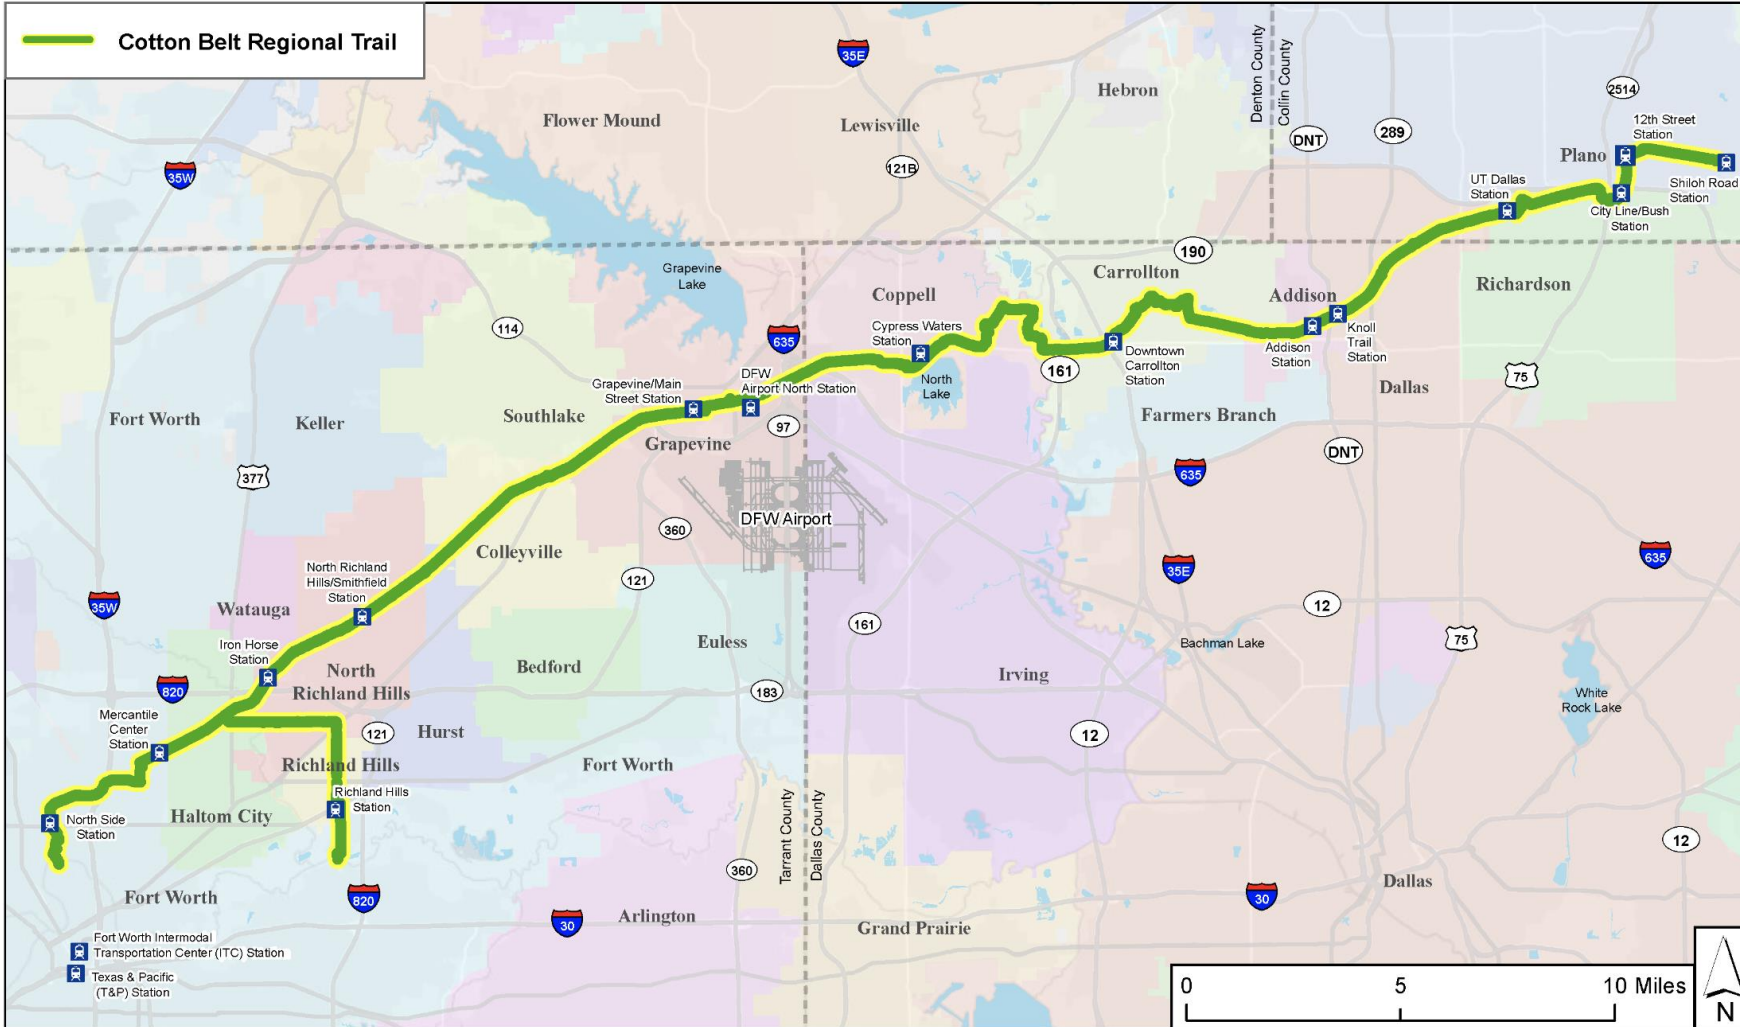 Cotton Belt Regional Trail
35E
Denton County
Collin County
Hebron
2514
Flower Mound
Lewisville
DNT
289
12th Street
Station
35W
121B
Plano
UT Dallas
Station
Shiloh Road
Station
City Line/Bush
Station
190
Grapevine
Lake
Carrollton
Coppell
Addison
Richardson
114
635
Cypress Waters
Station
Knoll
Trail
Station
Addison
Station
Downtown
Carrollton
Station
161
DFW
Airport North Station
Grapevine/Main
Street Station
North
Lake
75
Dallas
Fort Worth
Keller
Southlake
Grapevine
97
Farmers Branch
DNT
377
635
DFW Airport
360
Colleyville
635
North Richland
Hills/Smithfield
Station
121
35E
35W
Watauga
161
12
Iron Horse
Station
Euless
Bachman Lake
75
North
Richland Hills
Bedford
Irving
820
183
White
Rock Lake
Mercantile
Center
Station
121
Hurst
12
Richland Hills
Fort Worth
Richland Hills
Station
North Side
Station
Haltom City
Tarrant County
Dallas County
12
360
Fort Worth
820
Dallas
30
Arlington
30
Grand Prairie
Fort Worth Intermodal
Transportation Center (ITC) Station
Texas & Pacific
(T&P) Station
0 5 10 Miles
N